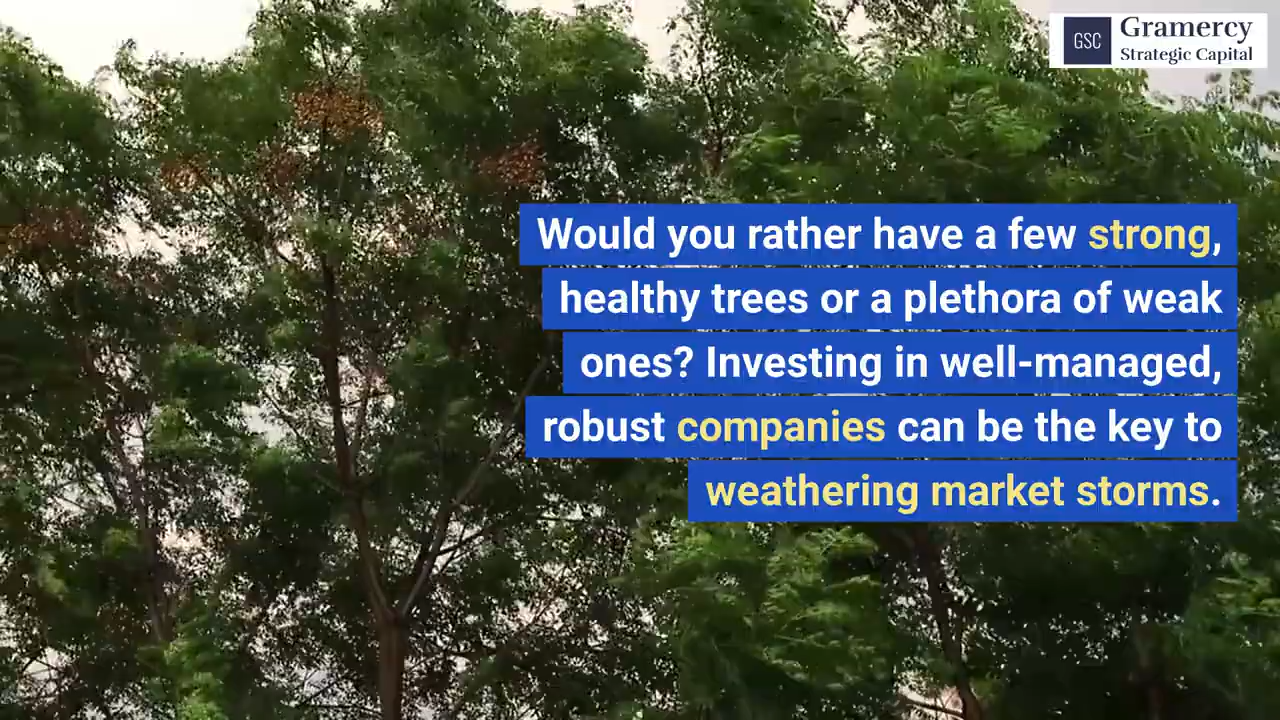 GSC
Gramercy
Strategic Capital
Would you rather have a few strong,
healthy trees or a plethora of weak
ones? Investing in well-managed,
robust companies can be the key to
weathering market storms.